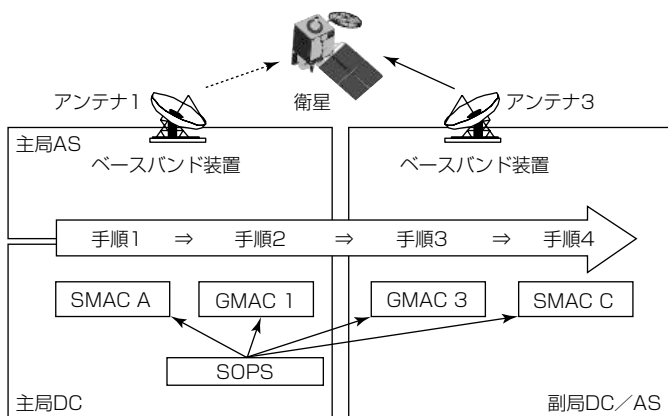 アンテナ1
衛星
アンテナ3
主局AS
ベースバンド装置
ベースバンド装置
手順1 ⇒ 手順2 ⇒ 手順3 ⇒ 手順4
SMAC A
GMAC 1
GMAC 3
SMAC C
SOPS
主局DC
副局DC／AS